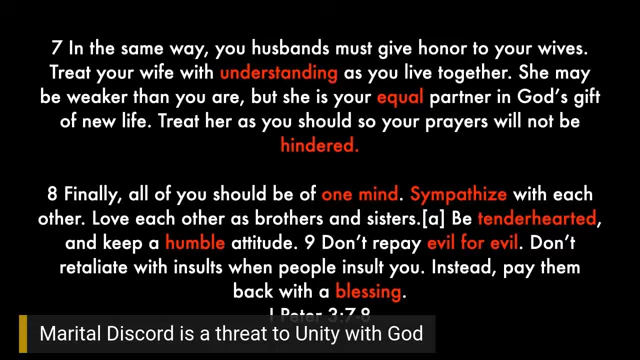 7 In the same way, you husbands must give honor to your wives.
Treat your wife with understanding as you live together. She may
be weaker than you are, but she is your equal partner in God's gift
of new life. Treat her as you should so your prayers will not be
hindered.
8 Finally, all of you should be of one mind. Sympathize with each
other. Love each other as brothers and sisters.[a] Be tenderhearted,
and keep a humble attitude. 9 Don't repay evil for evil. Don't
retaliate with insults when people insult you. Instead, pay them
back with a blessing.
I Peter 3:7-8
Marital Discord is a threat to Unity with God